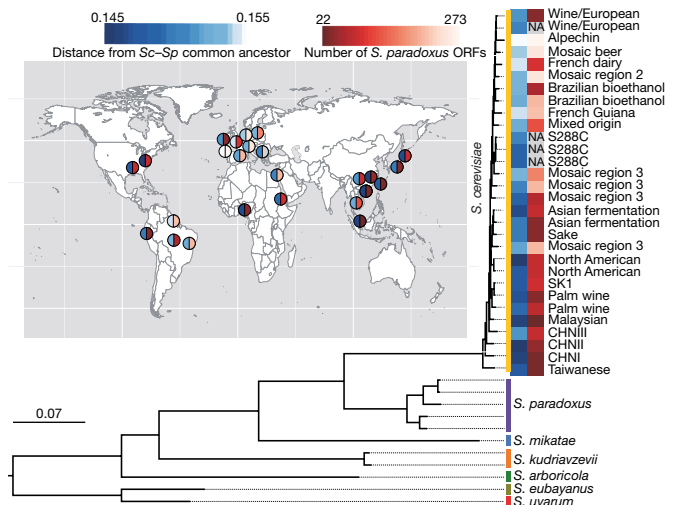 0.145
0.155
22
273
Distance from Sc–Sp common ancestor
Number of S. paradoxus ORFs
S. cerevisiae
Wine/European
NA Wine/European
Alpechin
Mosaic beer
French dairy
Mosaic region 2
Brazilian bioethanol
Brazilian bioethanol
French Guiana
Mixed origin
NA S288C
NA S288C
NA S288C
Mosaic region 3
Mosaic region 3
Mosaic region 3
Asian fermentation
Asian fermentation
Sake
Mosaic region 3
North American
North American
SK1
Palm wine
Palm wine
Malaysian
CHNIII
CHNII
CHNI
Taiwanese
S. paradoxus
0.07
S. mikatae
S. kudriavzevii
S. arboricola
S. eubayanus
S. uvarum